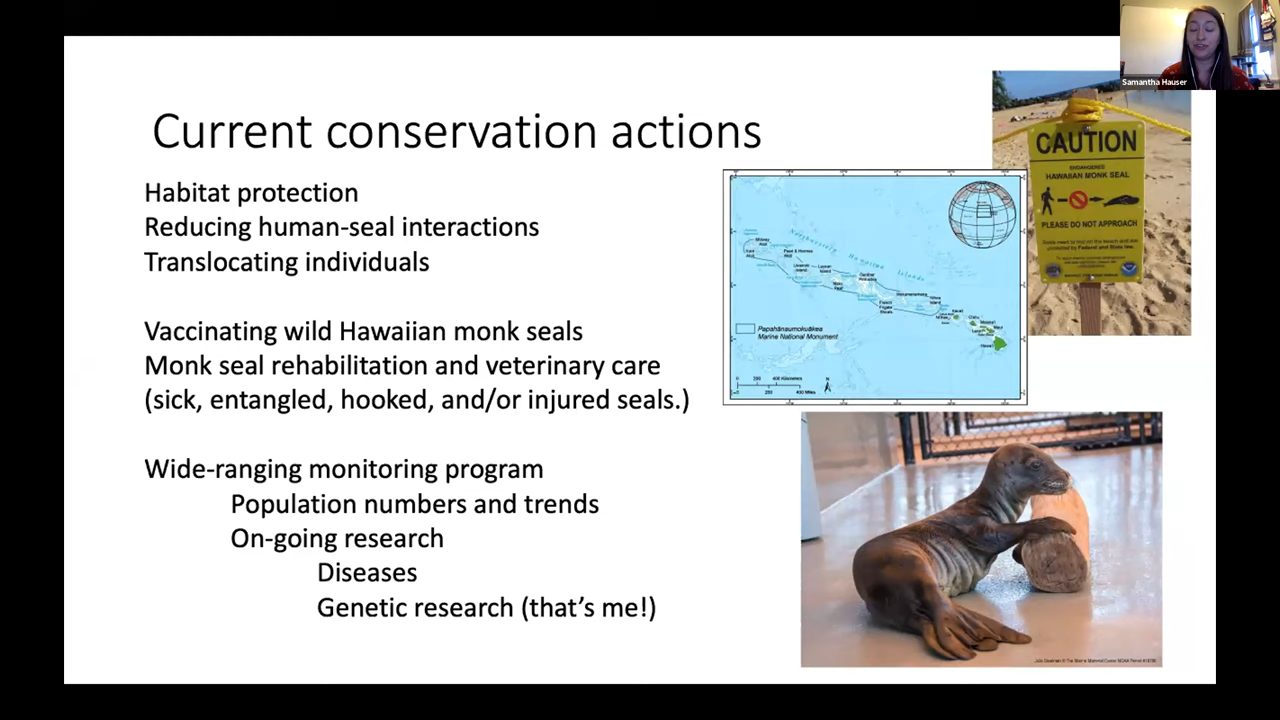 Samantha Hauser
Current conservation actions
Habitat protection
Reducing human-seal interactions
Translocating individuals
Vaccinating wild Hawaiian monk seals
Monk seal rehabilitation and veterinary care
(sick, entangled, hooked, and/or injured seals.)
Wide-ranging monitoring program
Population numbers and trends
On-going research
Diseases
Genetic research (that's me!)
CAUTION
ENDANGERED
HAWAIIAN MONK SEAL
PLEASE DO NOT APPROACH
Northwestern Hawaiian Islands
Papahānaumokuākea
Marine National Monument